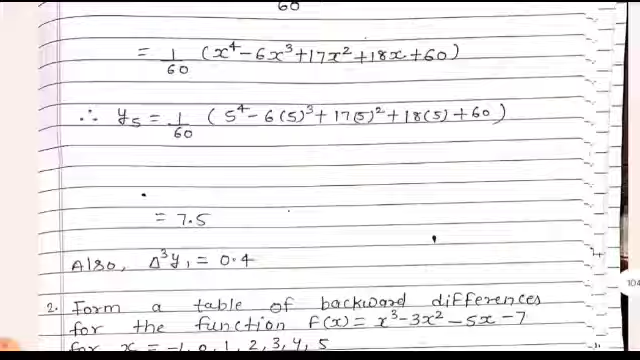 60
= 1/60 (x⁴ - 6x³ + 17x² + 18x + 60)
∴ y₅ = 1/60 (5⁴ - 6(5)³ + 17(5)² + 18(5) + 60)
= 7.5
Also, Δ³y₁ = 0.4
2. Form a table of backward differences
for the function f(x) = x³ - 3x² - 5x - 7
for x = -1, 0, 1, 2, 3, 4, 5
104